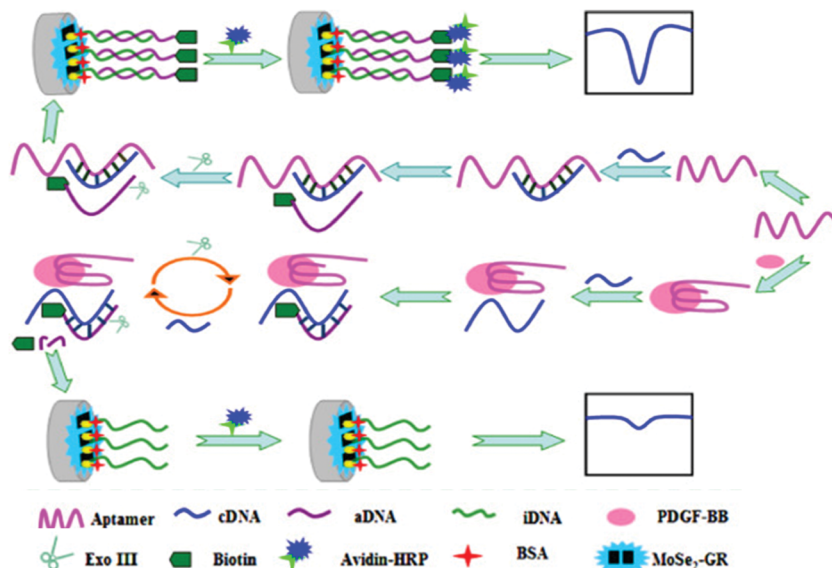 Aptamer cDNA aDNA iDNA PDGF-BB
Exo III Biotin Avidin-HRP BSA MoSe₂-GR